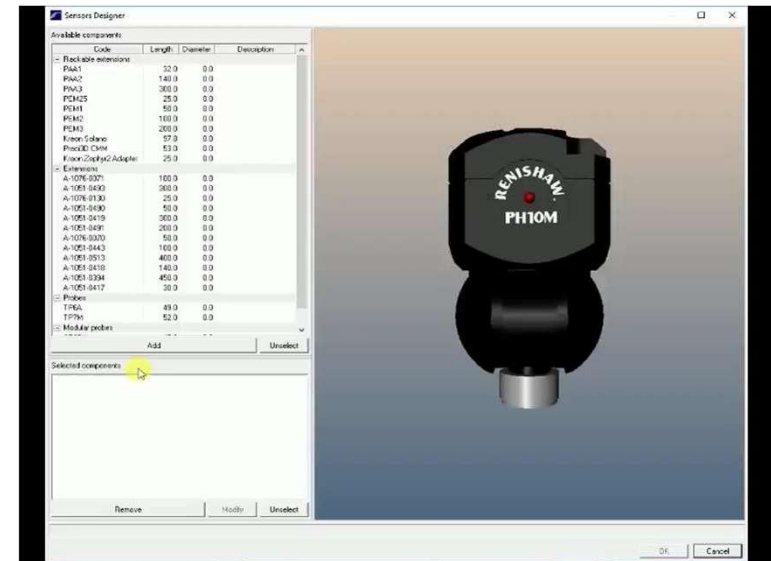 Sensors Designer
Available components
Code Length Diameter Description
Rackable extensions
PAA1 32.0 0.0
PAA2 140.0 0.0
PAA3 300.0 0.0
PEM25 25.0 0.0
PEM1 50.0 0.0
PEM2 100.0 0.0
PEM3 200.0 0.0
Kreon Solano 97.0 0.0
Preci3D CMM 53.0 0.0
Kreon Zephyr2 Adapter 25.0 0.0
Extensions
A-1076-0071 100.0 0.0
A-1051-0493 300.0 0.0
A-1076-0130 25.0 0.0
A-1051-0490 50.0 0.0
A-1051-0419 300.0 0.0
A-1051-0491 200.0 0.0
A-1076-0070 50.0 0.0
A-1051-0443 100.0 0.0
A-1051-0513 400.0 0.0
A-1051-0418 140.0 0.0
A-1051-0394 450.0 0.0
A-1051-0417 30.0 0.0
Probes
TP6A 49.0 0.0
TP7M 52.0 0.0
Modular probes
Add Unselect
Selected components
Remove Modify Unselect
RENISHAW.
PH10M
OK Cancel